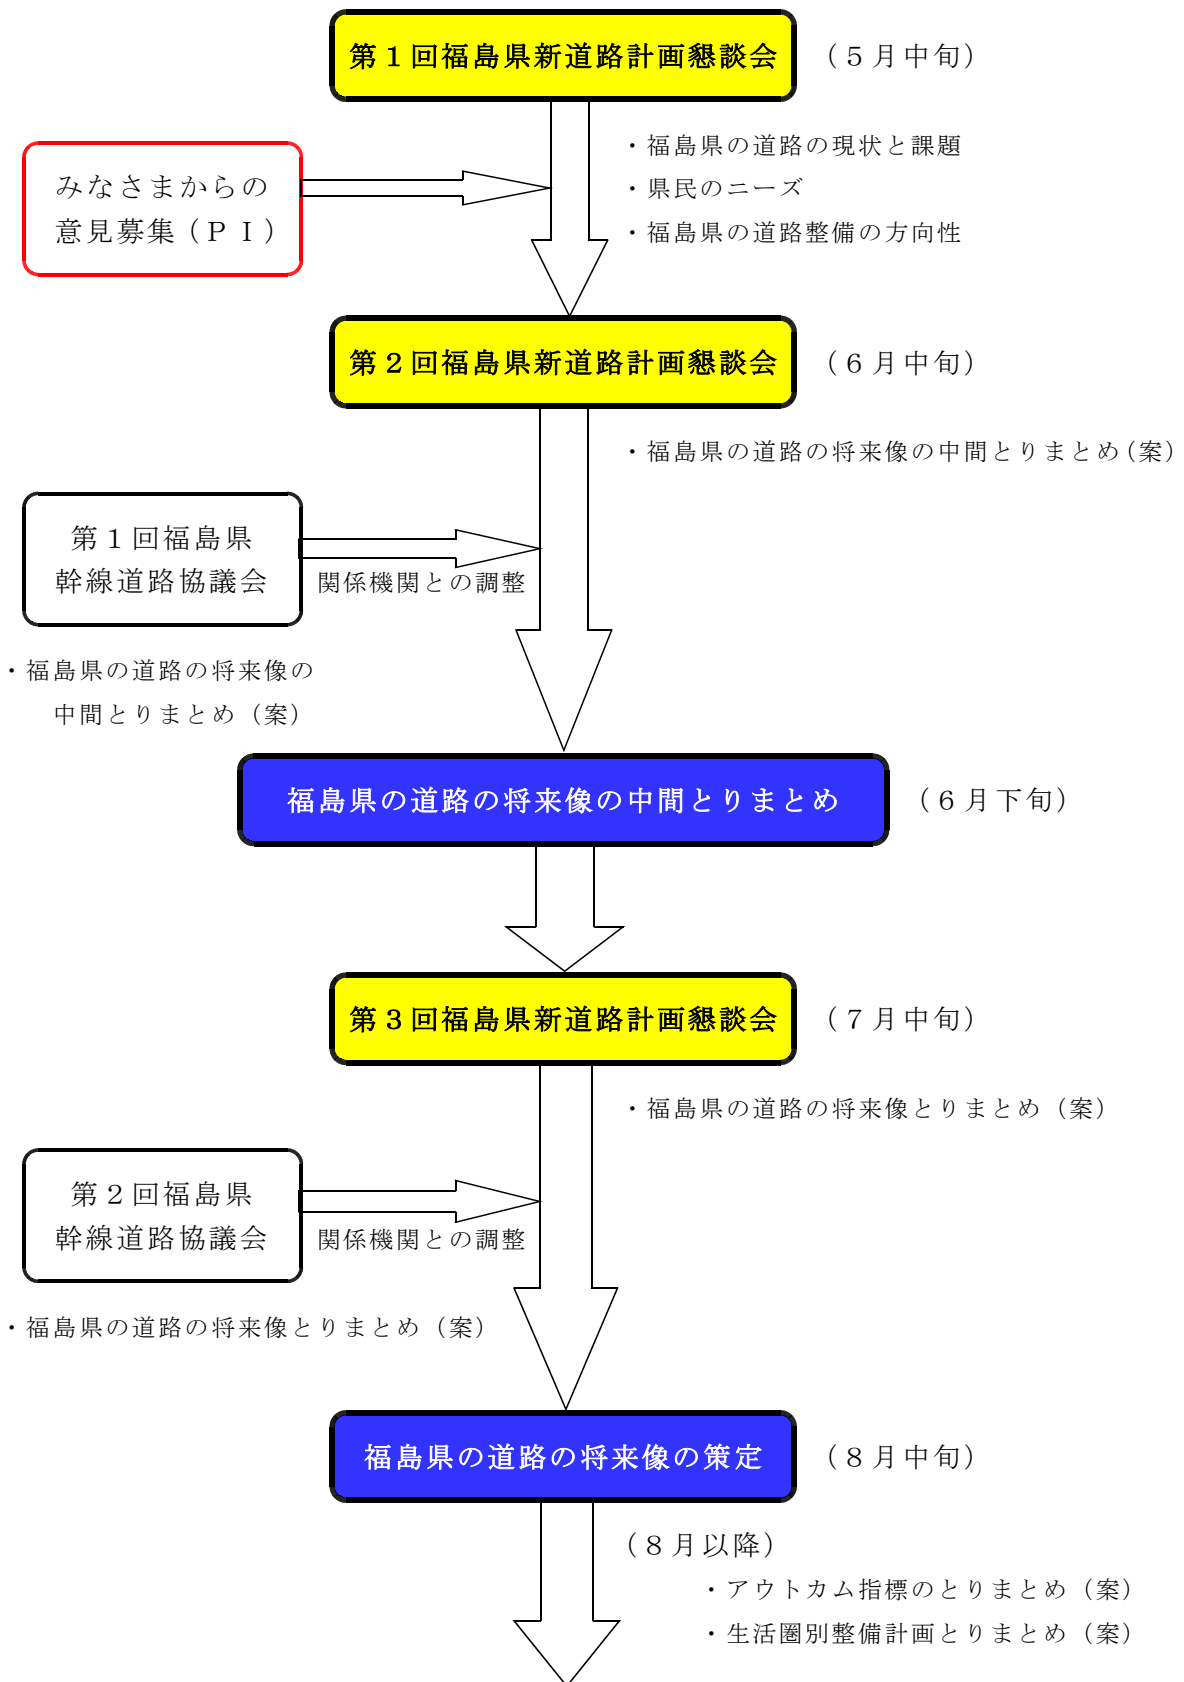 第１回福島県新道路計画懇談会
（５月中旬）
・福島県の道路の現状と課題
・県民のニーズ
・福島県の道路整備の方向性
みなさまからの
意見募集（ＰＩ）
第２回福島県新道路計画懇談会
（６月中旬）
・福島県の道路の将来像の中間とりまとめ（案）
第１回福島県
幹線道路協議会
関係機関との調整
・福島県の道路の将来像の
中間とりまとめ（案）
福島県の道路の将来像の中間とりまとめ
（６月下旬）
第３回福島県新道路計画懇談会
（７月中旬）
・福島県の道路の将来像とりまとめ（案）
第２回福島県
幹線道路協議会
関係機関との調整
・福島県の道路の将来像とりまとめ（案）
福島県の道路の将来像の策定
（８月中旬）
（８月以降）
・アウトカム指標のとりまとめ（案）
・生活圏別整備計画とりまとめ（案）